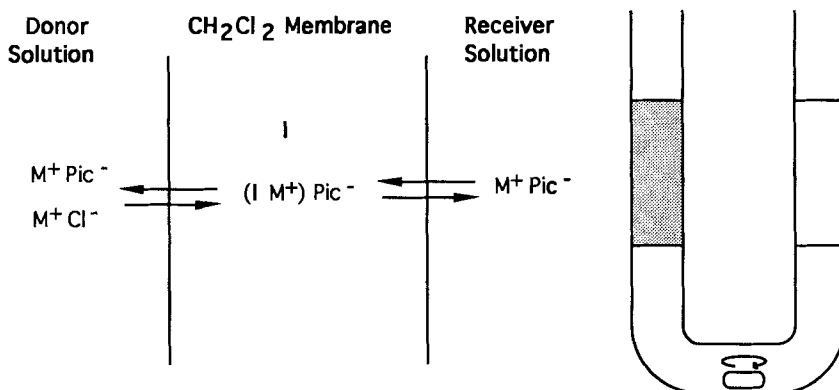 Donor
Solution
CH₂Cl₂ Membrane
Receiver
Solution
I
M⁺ Pic⁻
(I M⁺) Pic⁻
M⁺ Pic⁻
M⁺ Cl⁻